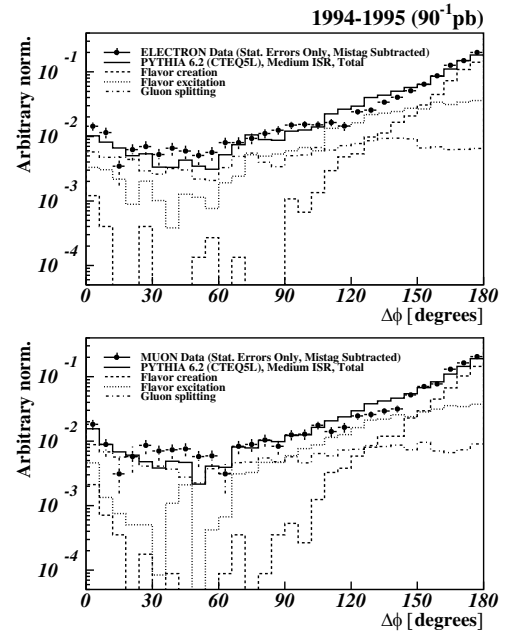 1994-1995 (90⁻¹pb)
Arbitrary norm.
ELECTRON Data (Stat. Errors Only, Mistag Subtracted)
PYTHIA 6.2 (CTEQ5L), Medium ISR, Total
Flavor creation
Flavor excitation
Gluon splitting
10⁻¹
10⁻²
10⁻³
10⁻⁴
0 30 60 90 120 150 180
Δϕ [degrees]
Arbitrary norm.
MUON Data (Stat. Errors Only, Mistag Subtracted)
PYTHIA 6.2 (CTEQ5L), Medium ISR, Total
Flavor creation
Flavor excitation
Gluon splitting
10⁻¹
10⁻²
10⁻³
10⁻⁴
0 30 60 90 120 150 180
Δϕ [degrees]